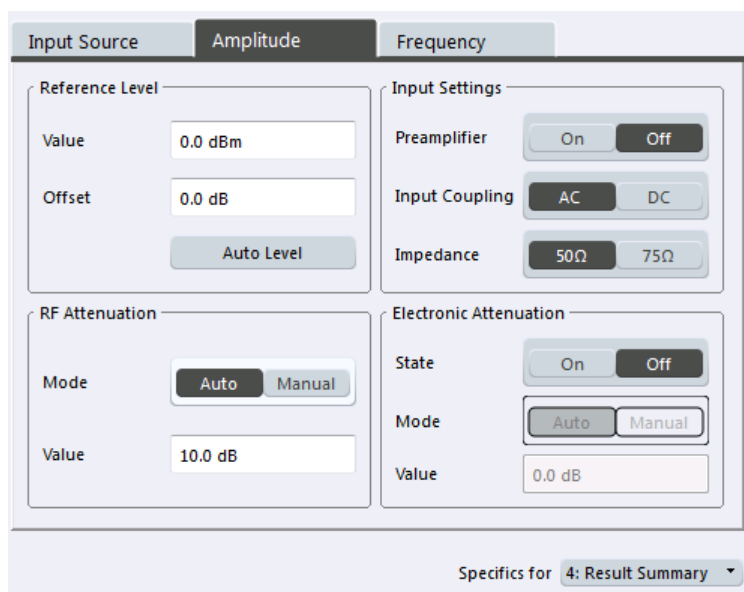 Input Source Amplitude Frequency
Reference Level
Value 0.0 dBm
Offset 0.0 dB
Auto Level
Input Settings
Preamplifier On Off
Input Coupling AC DC
Impedance 50Ω 75Ω
RF Attenuation
Mode Auto Manual
Value 10.0 dB
Electronic Attenuation
State On Off
Mode Auto Manual
Value 0.0 dB
Specifics for 4: Result Summary